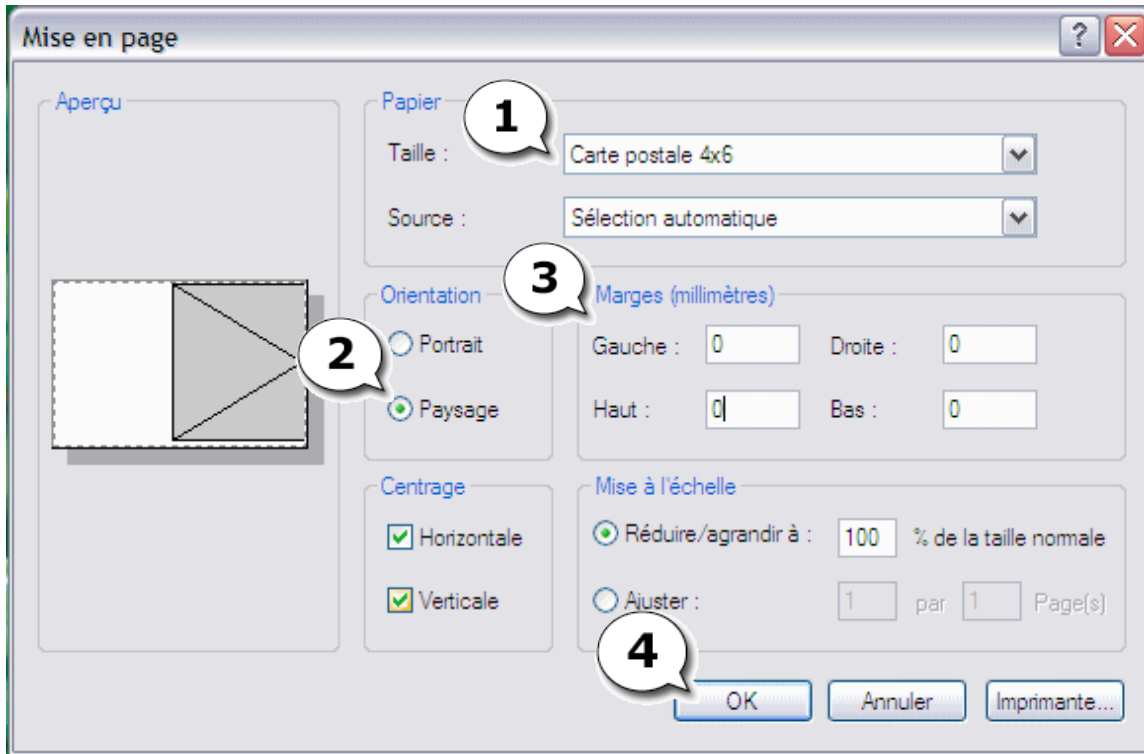 Mise en page
?
Aperçu
Papier
1
Taille :
Carte postale 4x6
Source :
Sélection automatique
Orientation
3
Marges (millimètres)
2
Portrait
Gauche :
0
Droite :
0
Paysage
Haut :
0
Bas :
0
Centrage
Mise à l'échelle
Horizontale
Réduire/agrandir à :
100
% de la taille normale
Verticale
Ajuster :
1
par
1
Page(s)
4
OK
Annuler
Imprimante...